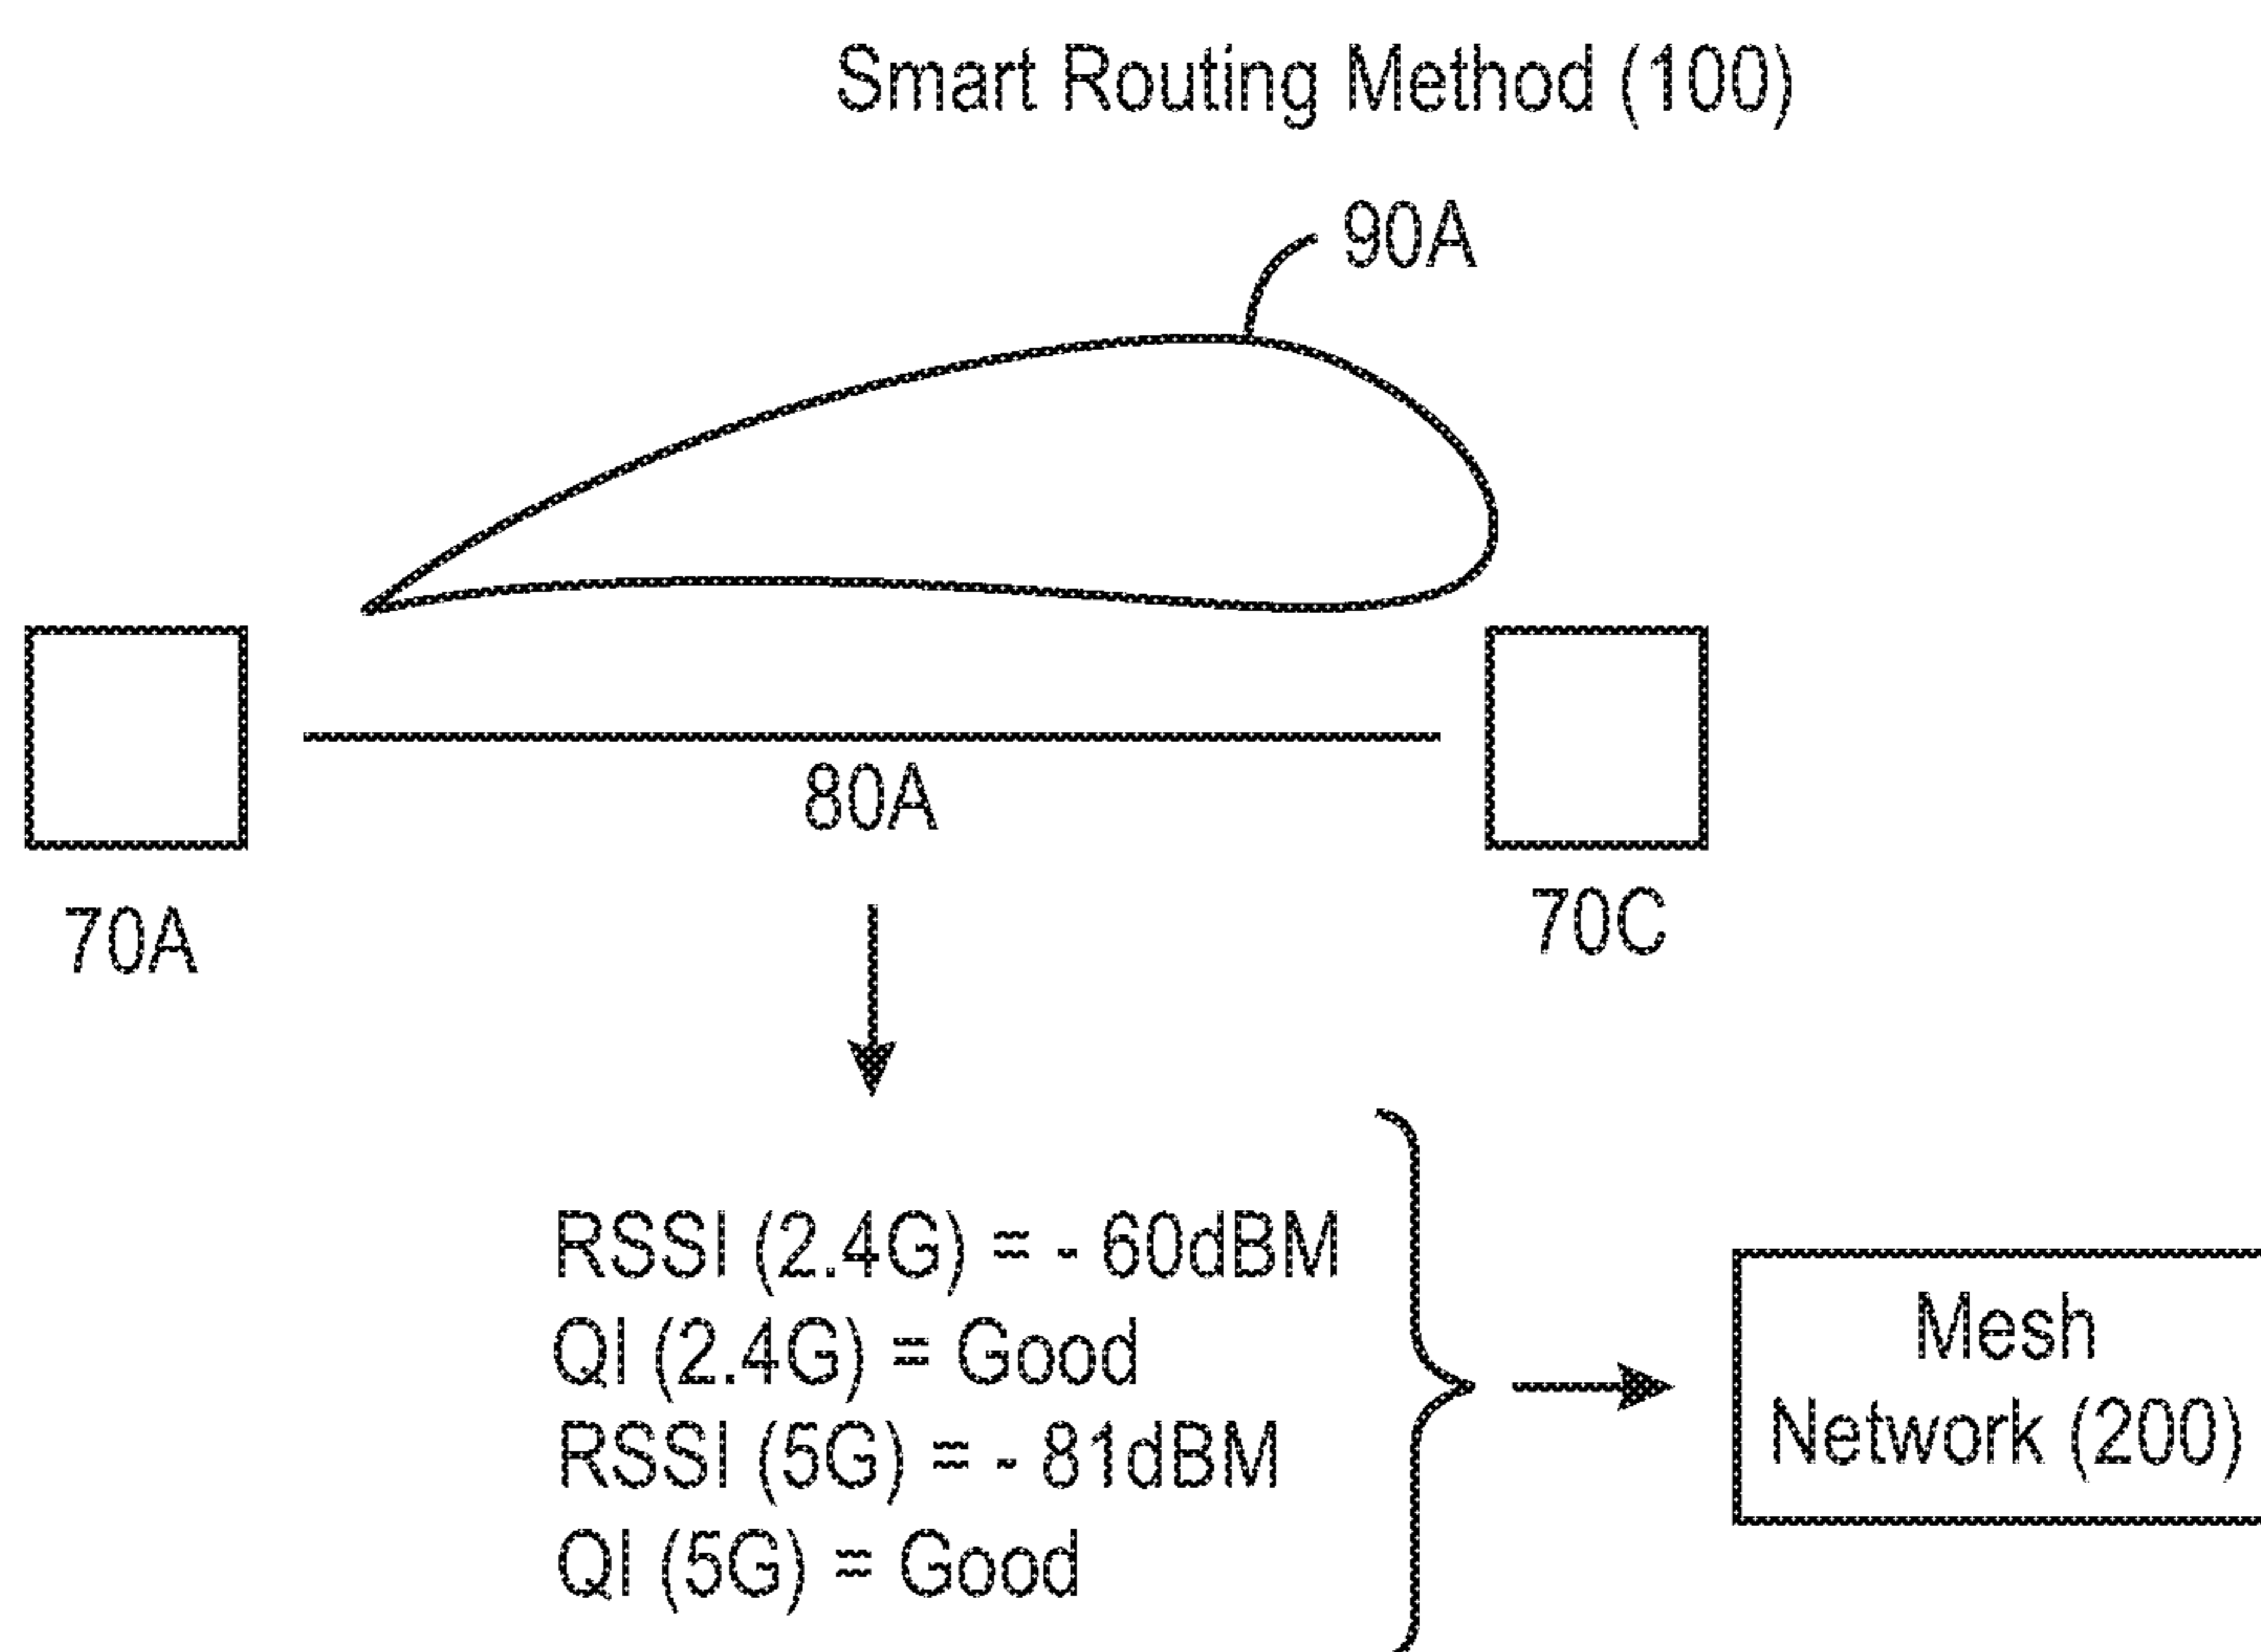 Smart Routing Method (100)
90A
80A
70A
70C
RSSI (2.4G) = - 60dBM
QI (2.4G) = Good
RSSI (5G) = - 81dBM
QI (5G) = Good
Mesh
Network (200)